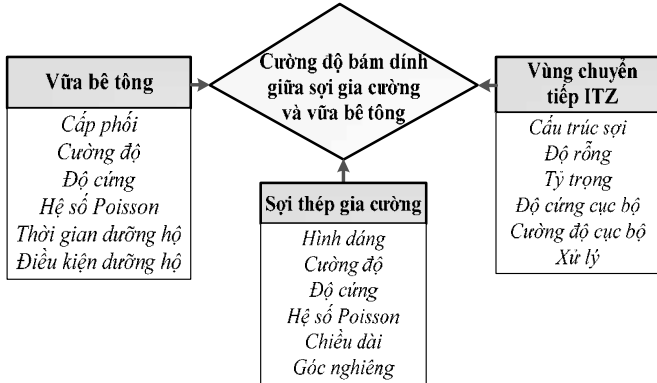 Vữa bê tông
Cấp phối
Cường độ
Độ cứng
Hệ số Poisson
Thời gian dưỡng hộ
Điều kiện dưỡng hộ
Cường độ bám dính
giữa sợi gia cường
và vữa bê tông
Sợi thép gia cường
Hình dáng
Cường độ
Độ cứng
Hệ số Poisson
Chiều dài
Góc nghiêng
Vùng chuyển
tiếp ITZ
Cấu trúc sợi
Độ rỗng
Tỷ trọng
Độ cứng cục bộ
Cường độ cục bộ
Xử lý